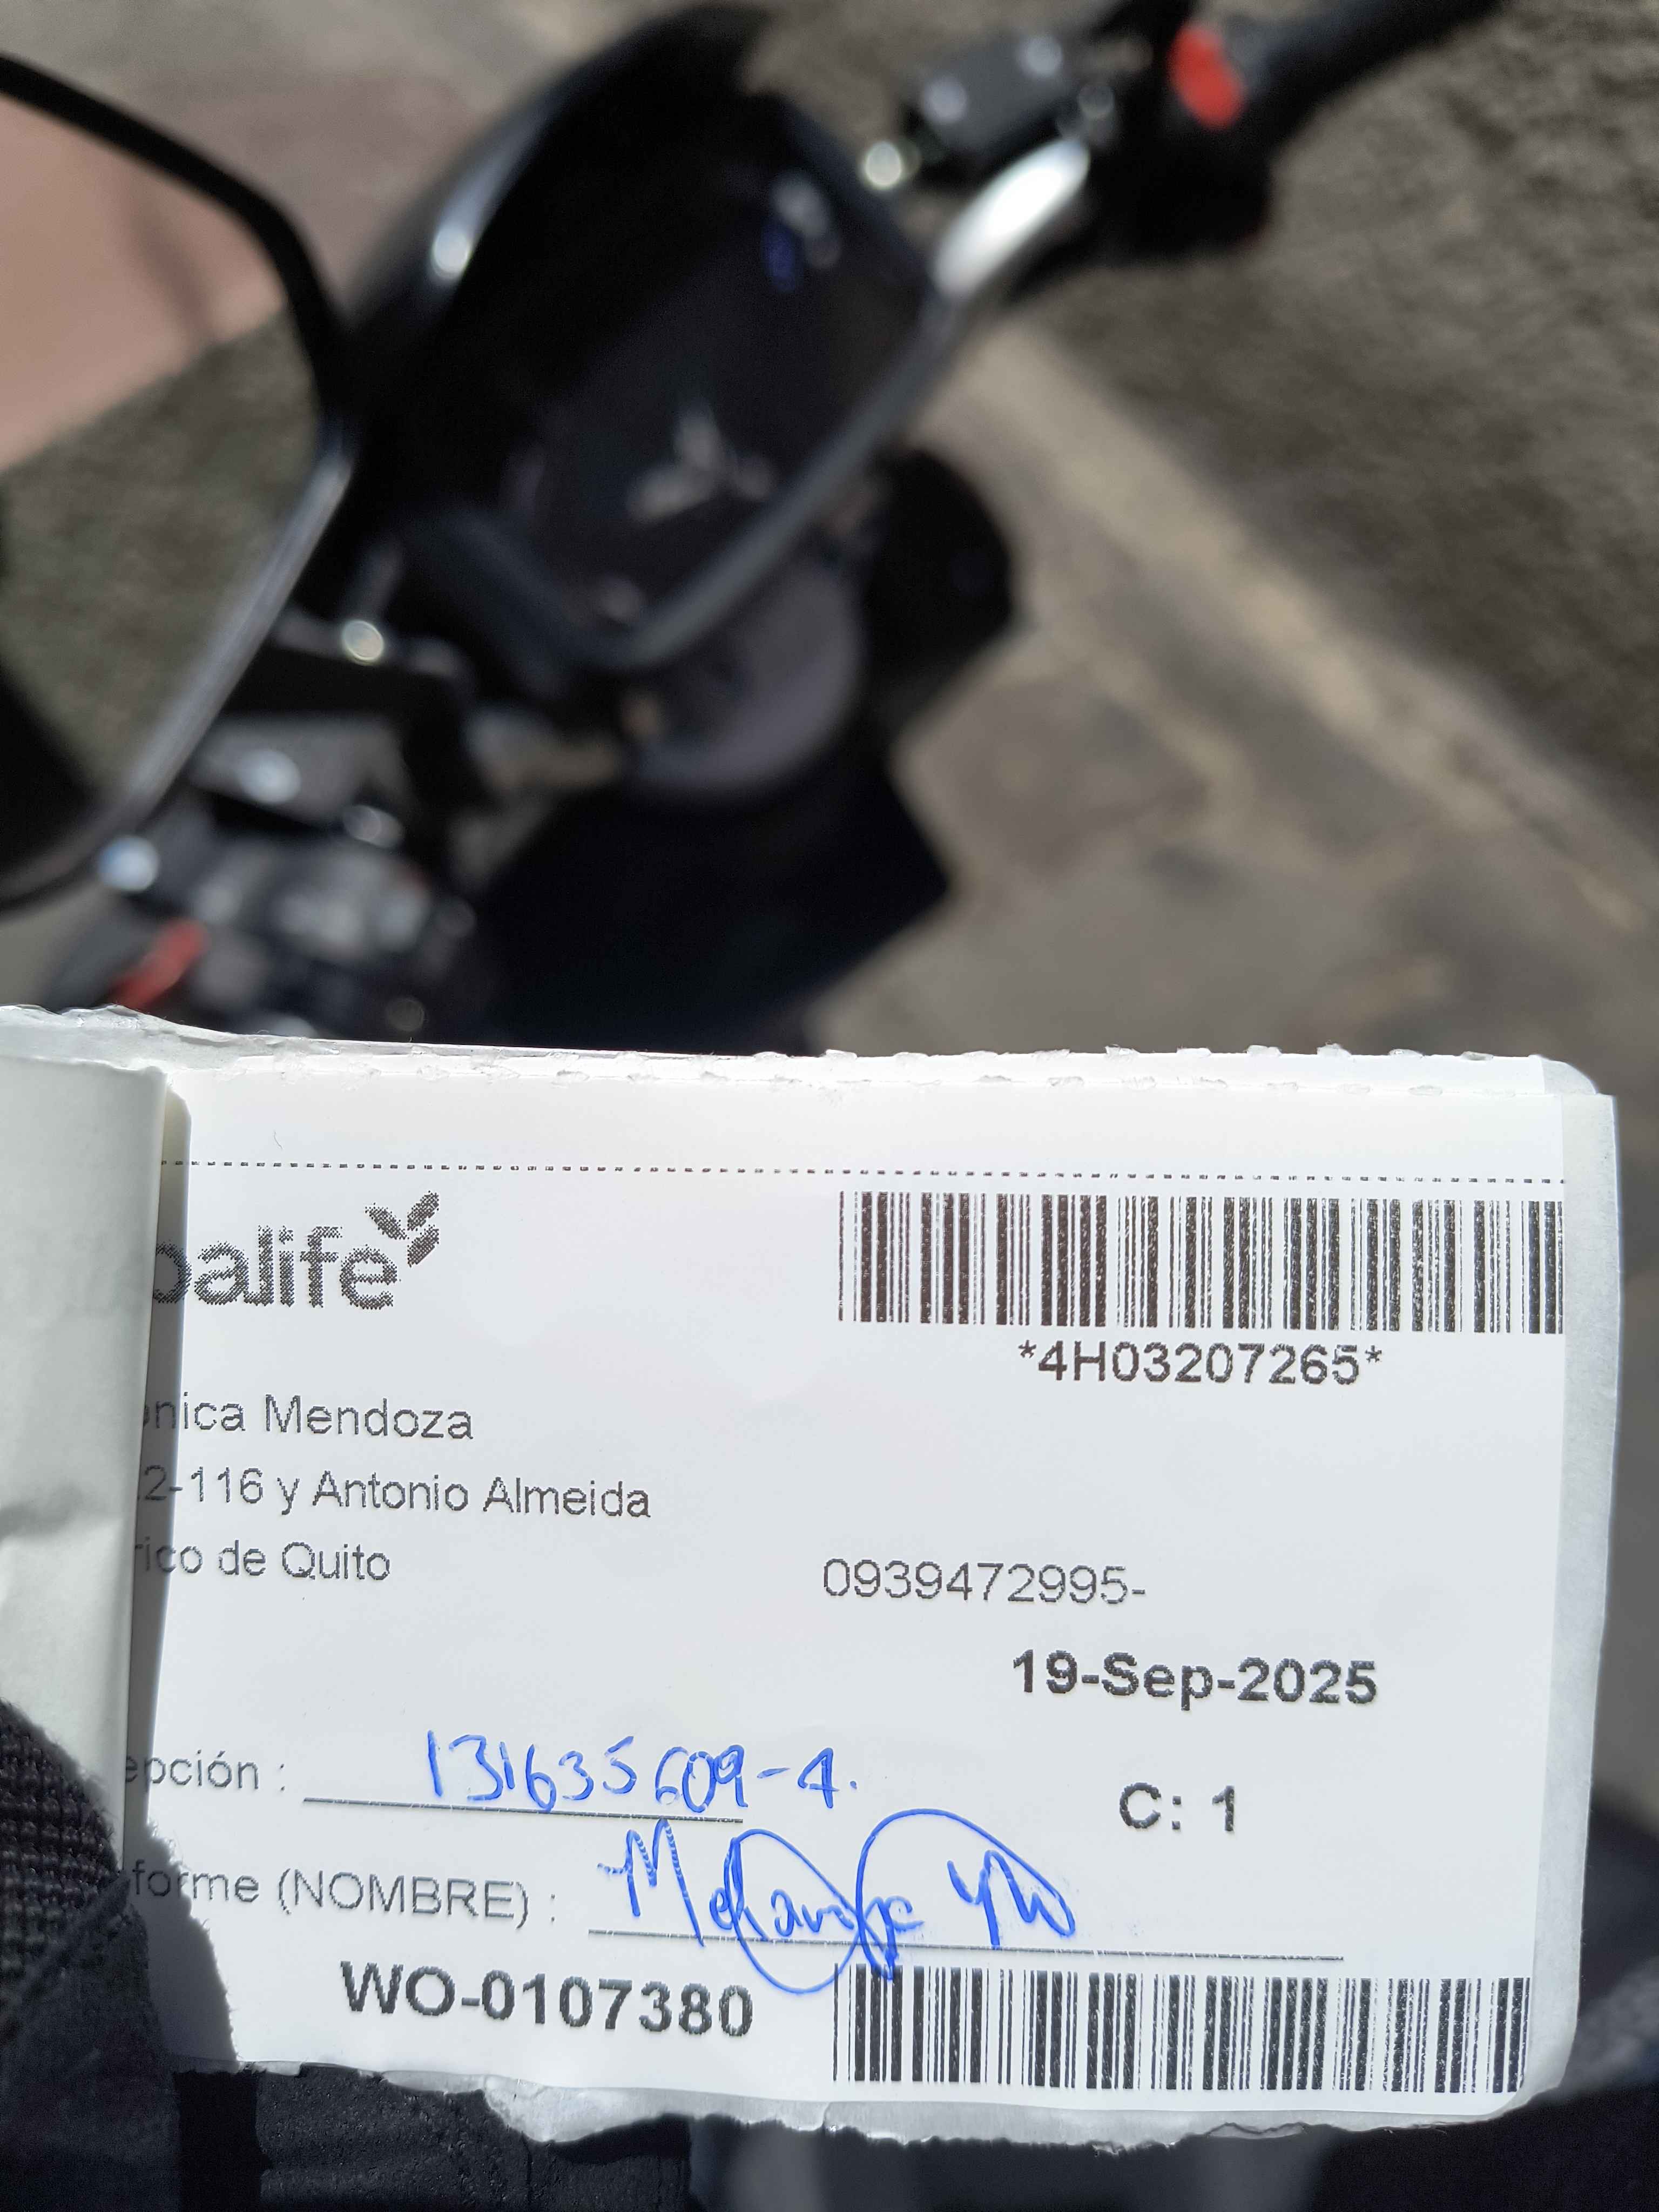 balife
*4H03207265*
nica Mendoza
2-116 y Antonio Almeida
rico de Quito
0939472995-
19-Sep-2025
epción : 131635609-4.
C: 1
forme (NOMBRE) :
WO-0107380